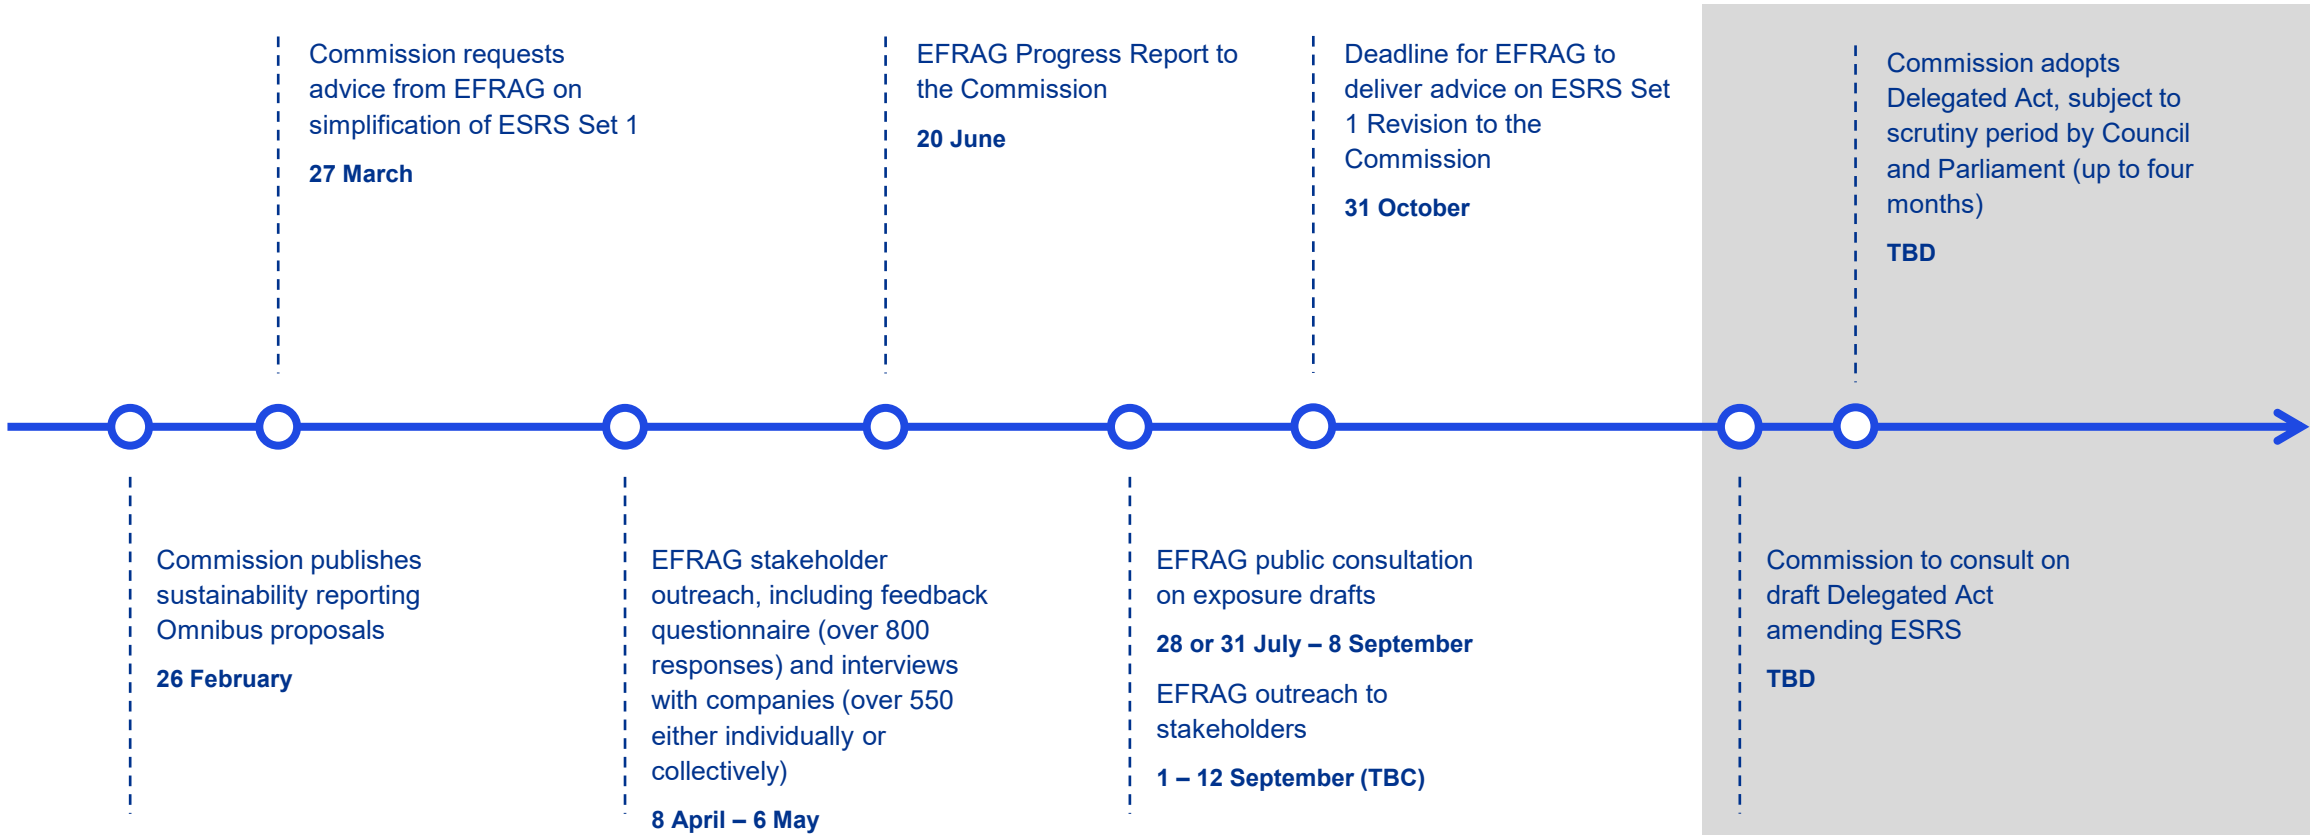 Commission requests
advice from EFRAG on
simplification of ESRS Set 1
27 March
EFRAG Progress Report to
the Commission
20 June
Deadline for EFRAG to
deliver advice on ESRS Set
1 Revision to the
Commission
31 October
Commission adopts
Delegated Act, subject to
scrutiny period by Council
and Parliament (up to four
months)
TBD
Commission publishes
sustainability reporting
Omnibus proposals
26 February
EFRAG stakeholder
outreach, including feedback
questionnaire (over 800
responses) and interviews
with companies (over 550
either individually or
collectively)
8 April – 6 May
EFRAG public consultation
on exposure drafts
28 or 31 July – 8 September
EFRAG outreach to
stakeholders
1 – 12 September (TBC)
Commission to consult on
draft Delegated Act
amending ESRS
TBD